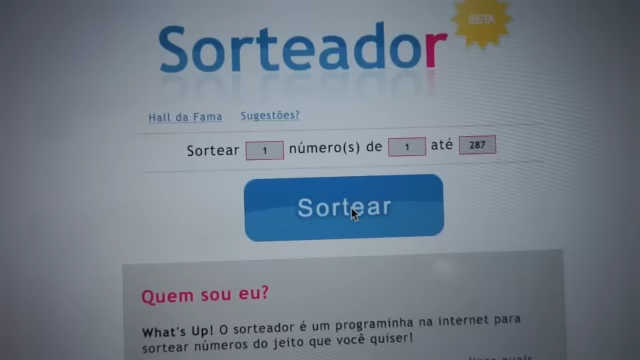 Sorteador
BETA
Hall da Fama Sugestões?
Sortear 1 número(s) de 1 até 287
Sortear
Quem sou eu?
What's Up! O sorteador é um programinha na internet para
sortear números do jeito que você quiser!